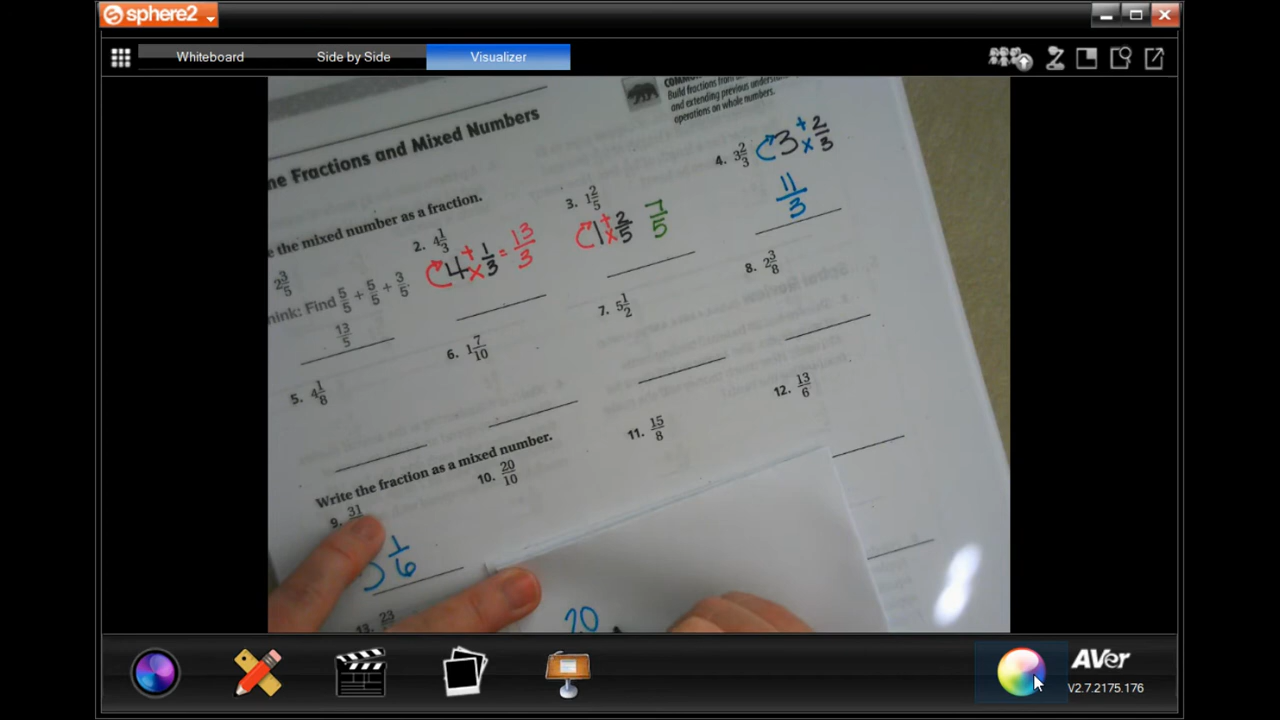 sphere2
Whiteboard Side by Side Visualizer
COMMO
Build fractions from u
and extending previous understand
operations on whole numbers.
ne Fractions and Mixed Numbers
e the mixed number as a fraction.
2 3/5
hink: Find 5/5 + 5/5 + 3/5
13/5
2. 4 1/3
4 + × 1/3 = 13/3
3. 1 2/5
1 + × 2/5 7/5
4. 3 2/3
3 + × 2/3
11/3
5. 4 1/8
6. 1 7/10
7. 5 1/2
8. 2 3/8
Write the fraction as a mixed number.
9. 31
1/6
10. 20/10
11. 15/8
12. 13/6
13. 23
20
AVer
V2.7.2175.176